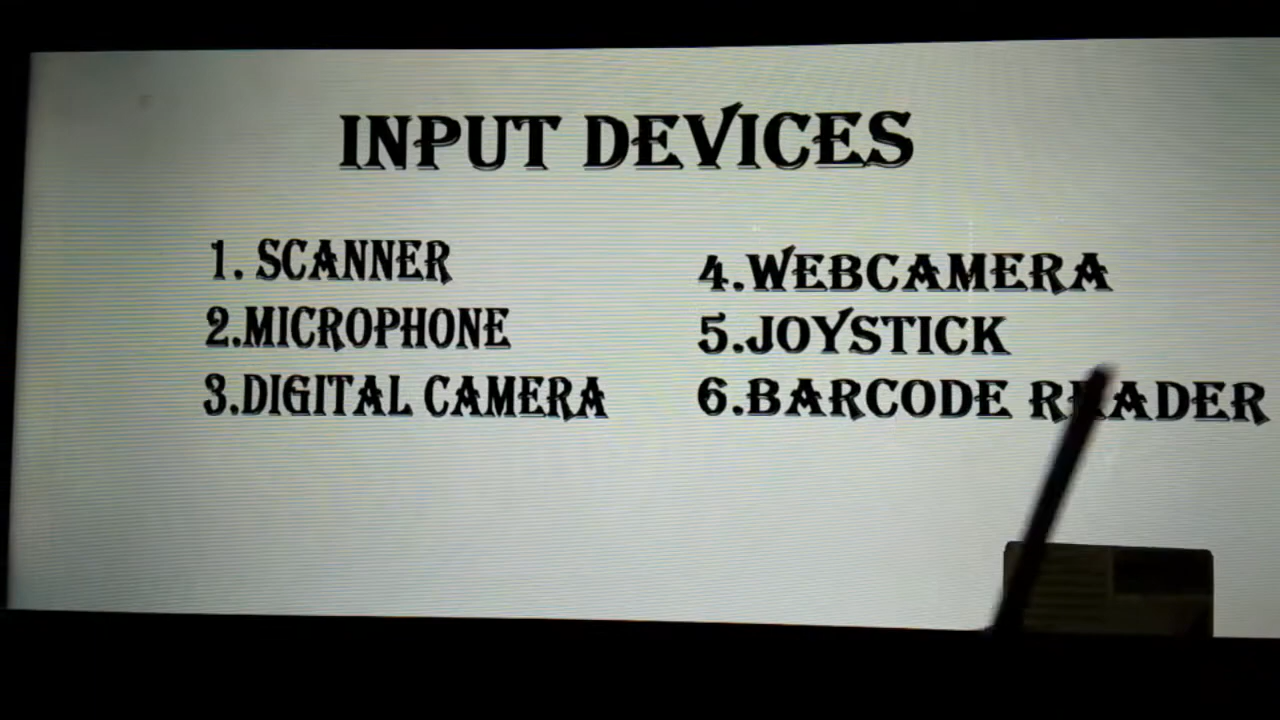 INPUT DEVICES
1. SCANNER
2.MICROPHONE
3.DIGITAL CAMERA
4.WEBCAMERA
5.JOYSTICK
6.BARCODE READER